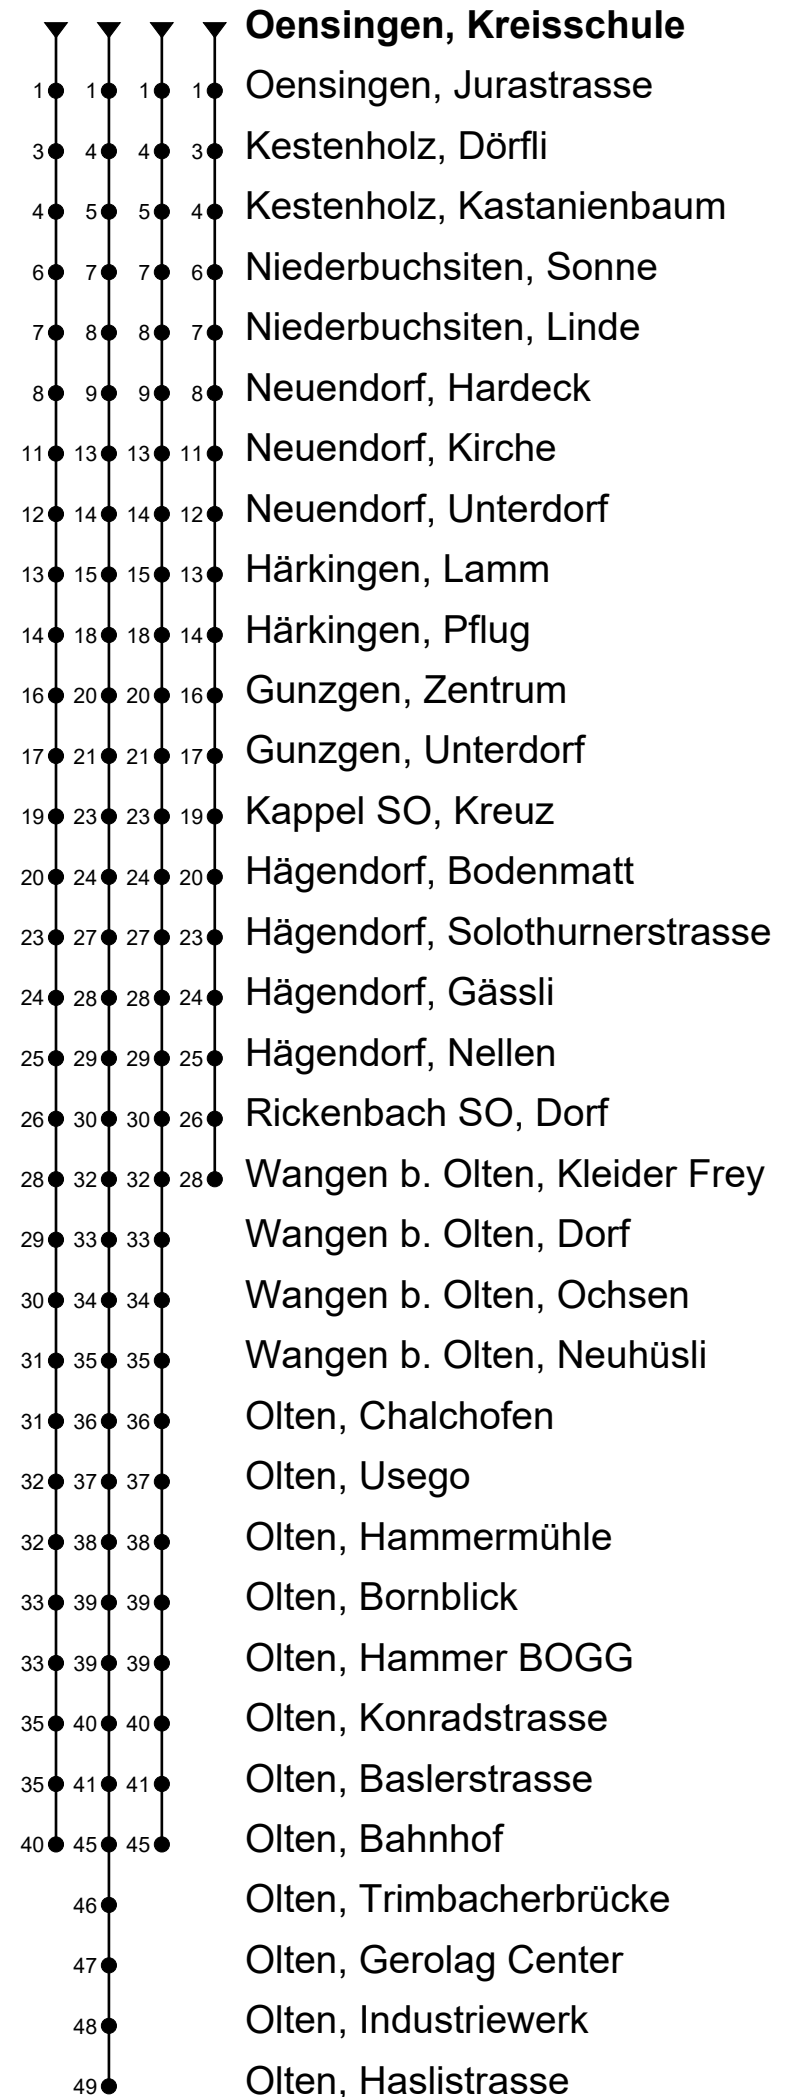 Oensingen, Kreisschule
1 1 1 1 Oensingen, Jurastrasse
3 4 4 3 Kestenholz, Dörfli
4 5 5 4 Kestenholz, Kastanienbaum
6 7 7 6 Niederbuchsiten, Sonne
7 8 8 7 Niederbuchsiten, Linde
8 9 9 8 Neuendorf, Hardeck
11 13 13 11 Neuendorf, Kirche
12 14 14 12 Neuendorf, Unterdorf
13 15 15 13 Härkingen, Lamm
14 18 18 14 Härkingen, Pflug
16 20 20 16 Gunzgen, Zentrum
17 21 21 17 Gunzgen, Unterdorf
19 23 23 19 Kappel SO, Kreuz
20 24 24 20 Hägendorf, Bodenmatt
23 27 27 23 Hägendorf, Solothurnerstrasse
24 28 28 24 Hägendorf, Gässli
25 29 29 25 Hägendorf, Nellen
26 30 30 26 Rickenbach SO, Dorf
28 32 32 28 Wangen b. Olten, Kleider Frey
29 33 33 Wangen b. Olten, Dorf
30 34 34 Wangen b. Olten, Ochsen
31 35 35 Wangen b. Olten, Neuhüsli
31 36 36 Olten, Chalchofen
32 37 37 Olten, Usego
32 38 38 Olten, Hammermühle
33 39 39 Olten, Bornblick
33 39 39 Olten, Hammer BOGG
35 40 40 Olten, Konradstrasse
35 41 41 Olten, Baslerstrasse
40 45 45 Olten, Bahnhof
46 Olten, Trimbacherbrücke
47 Olten, Gerolag Center
48 Olten, Industriewerk
49 Olten, Haslistrasse